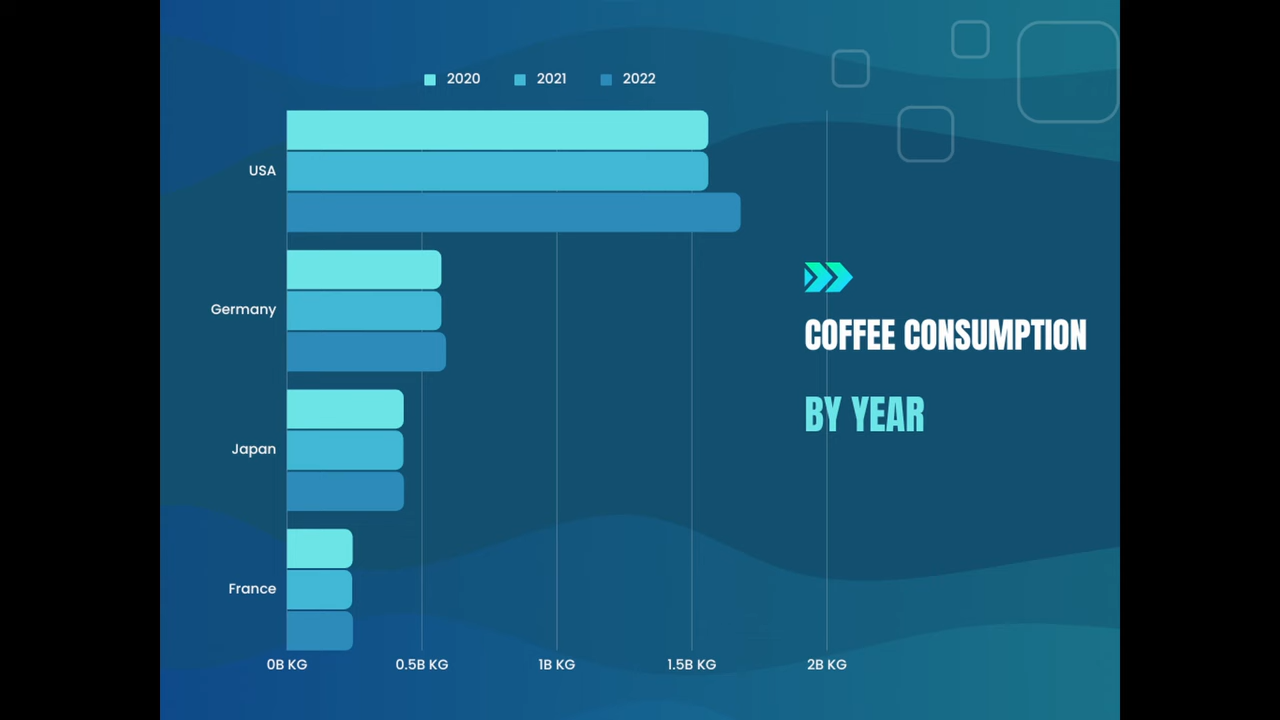 2020 2021 2022
USA
Germany
Japan
France
0B KG 0.5B KG 1B KG 1.5B KG 2B KG
COFFEE CONSUMPTION
BY YEAR